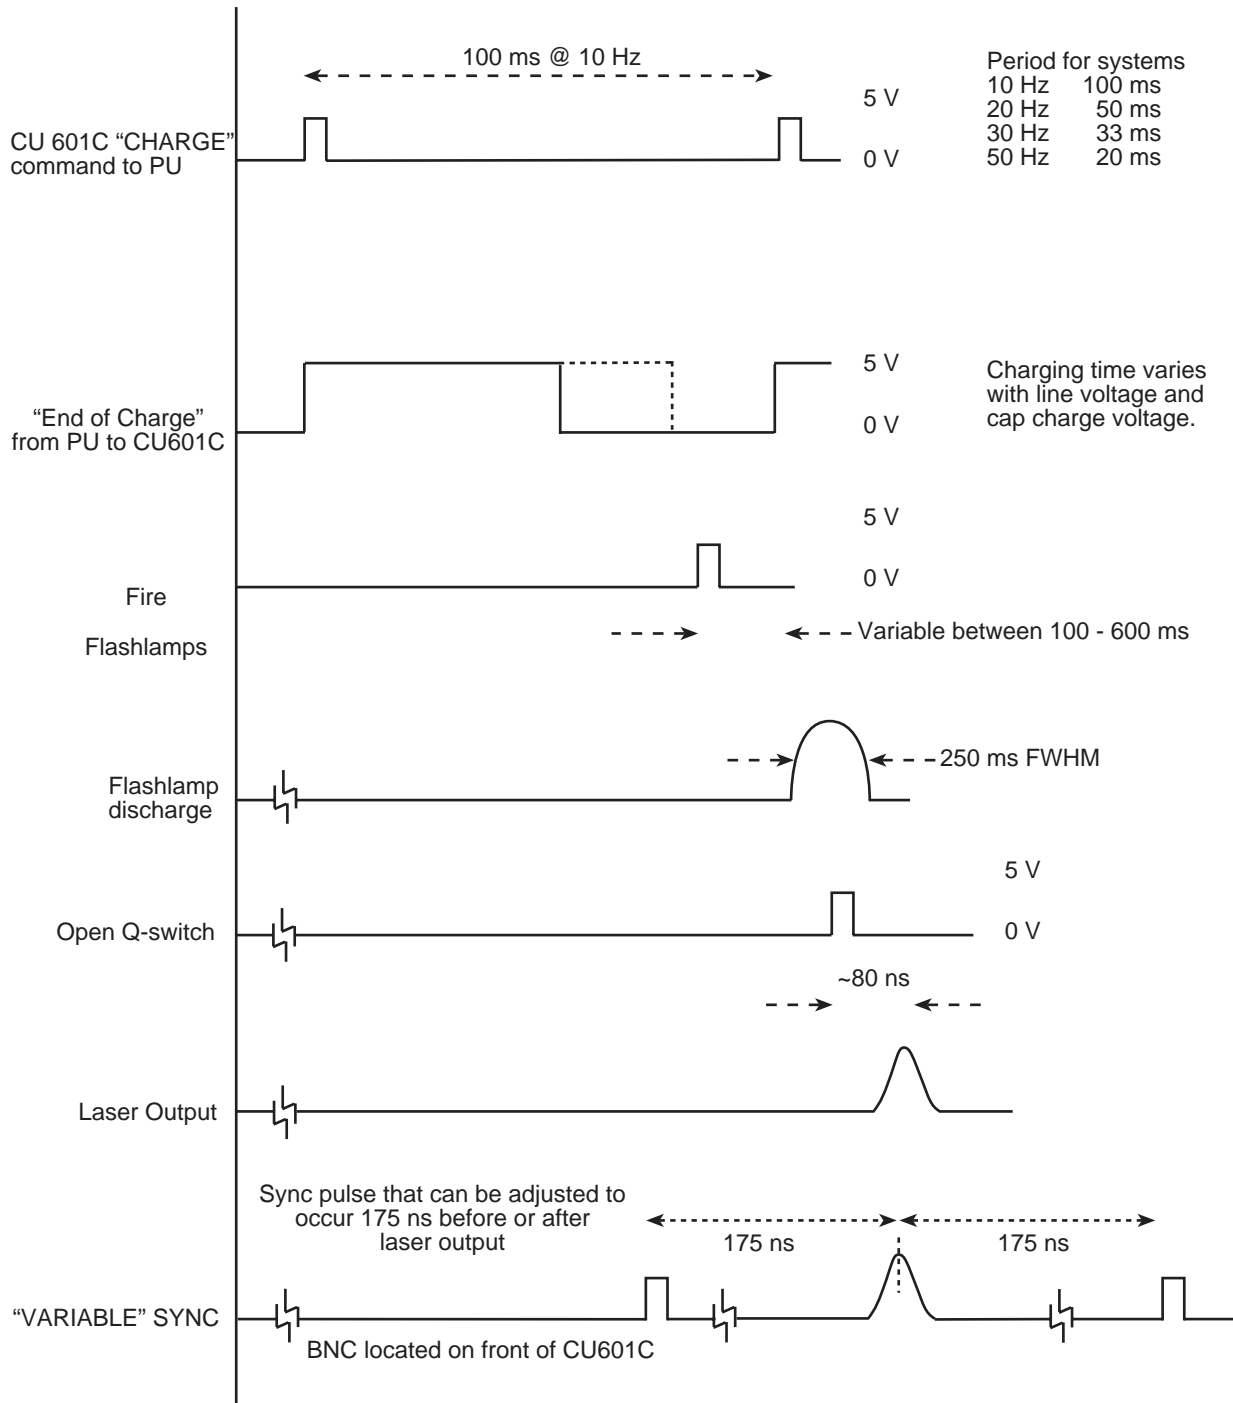 100 ms @ 10 Hz
Period for systems
10 Hz 100 ms
20 Hz 50 ms
30 Hz 33 ms
50 Hz 20 ms
5 V
0 V
CU 601C “CHARGE”
command to PU
5 V
0 V
Charging time varies
with line voltage and
cap charge voltage.
“End of Charge”
from PU to CU601C
5 V
0 V
Fire
Flashlamps
Variable between 100 - 600 ms
250 ms FWHM
Flashlamp
discharge
5 V
0 V
Open Q-switch
~80 ns
Laser Output
Sync pulse that can be adjusted to
occur 175 ns before or after
laser output
175 ns
175 ns
“VARIABLE” SYNC
BNC located on front of CU601C